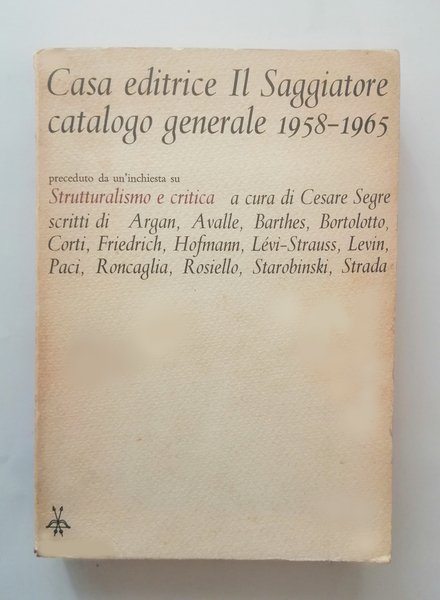 Casa editrice Il Saggiatore
catalogo generale 1958-1965
preceduto da un'inchiesta su
Strutturalismo e critica a cura di Cesare Segre
scritti di Argan, Avalle, Barthes, Bortolotto,
Corti, Friedrich, Hofmann, Lévi-Strauss, Levin,
Paci, Roncaglia, Rosiello, Starobinski, Strada